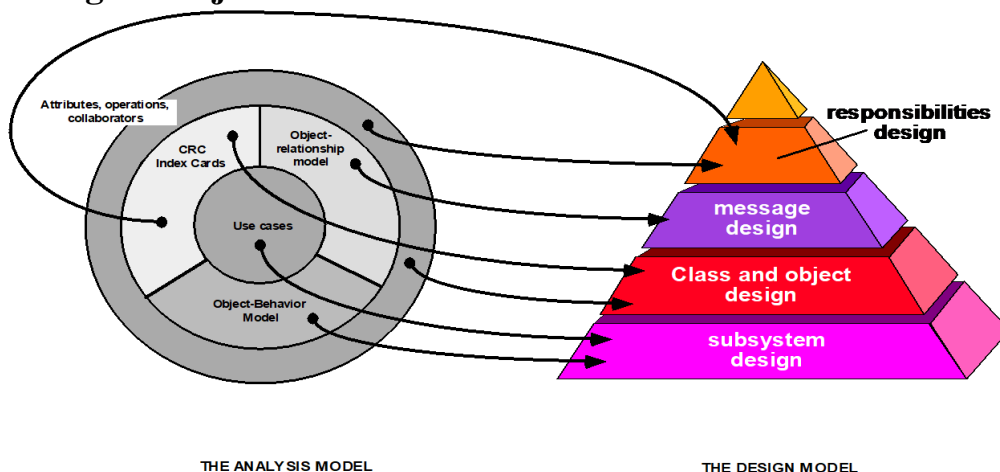 Attributes, operations,
collaborators
CRC
Index Cards
Object-
relationship
model
Use cases
Object-Behavior
Model
responsibilities
design
message
design
Class and object
design
subsystem
design
THE ANALYSIS MODEL
THE DESIGN MODEL